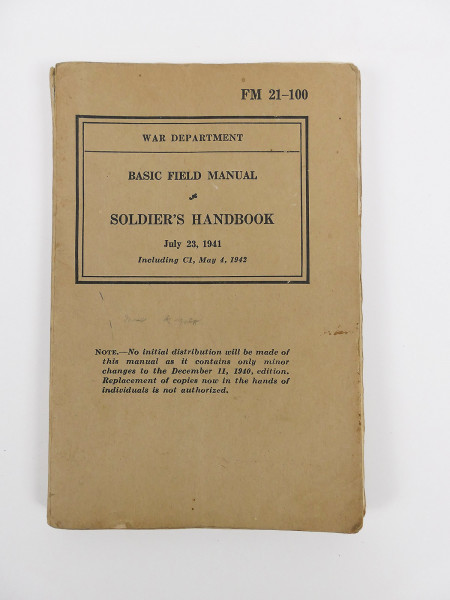 FM 21–100
WAR DEPARTMENT
BASIC FIELD MANUAL
SOLDIER'S HANDBOOK
July 23, 1941
Including C1, May 4, 1942
NOTE.—No initial distribution will be made of
this manual as it contains only minor
changes to the December 11, 1940, edition.
Replacement of copies now in the hands of
individuals is not authorized.